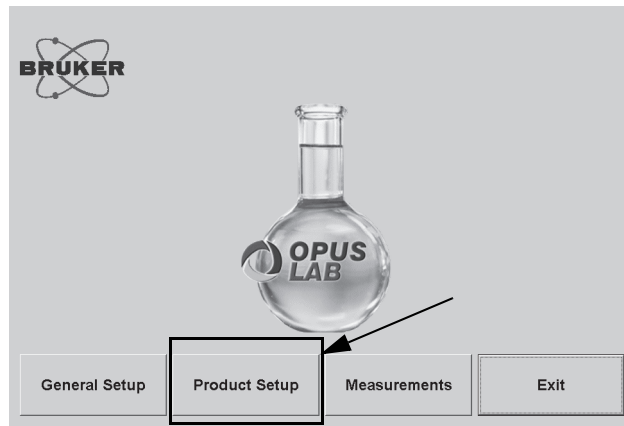 BRUKER
OPUS
LAB
General Setup
Product Setup
Measurements
Exit